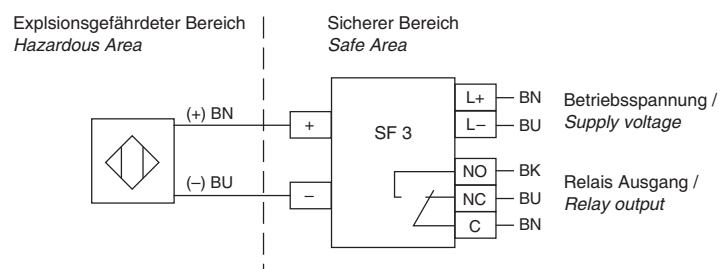 Explsionsgefährdeter Bereich
Hazardous Area
Sicherer Bereich
Safe Area
(+) BN
+
(–) BU
–
SF 3
L+ BN
L– BU
Betriebsspannung /
Supply voltage
NO BK
NC BU
C BN
Relais Ausgang /
Relay output